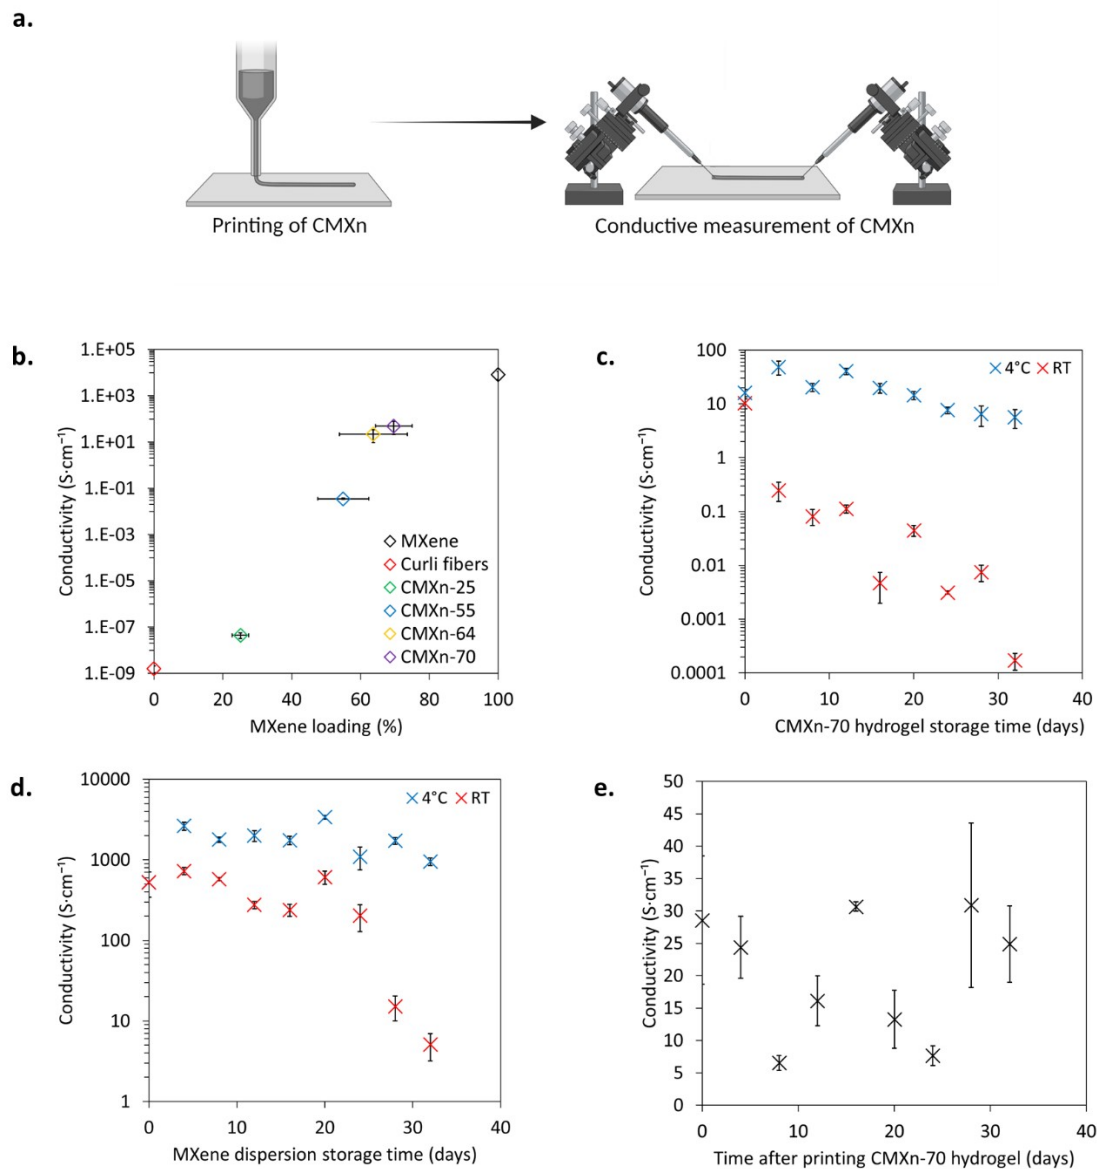 a.
Printing of CMXn
Conductive measurement of CMXn
b.
Conductivity (S·cm⁻¹)
1.E+05
1.E+03
1.E+01
1.E-01
1.E-03
1.E-05
1.E-07
1.E-09
MXene
Curli fibers
CMXn-25
CMXn-55
CMXn-64
CMXn-70
0 20 40 60 80 100
MXene loading (%)
c.
Conductivity (S·cm⁻¹)
4°C RT
100
10
1
0.1
0.01
0.001
0.0001
0 10 20 30 40
CMXn-70 hydrogel storage time (days)
d.
Conductivity (S·cm⁻¹)
4°C RT
10000
1000
100
10
1
0 10 20 30 40
MXene dispersion storage time (days)
e.
Conductivity (S·cm⁻¹)
50
45
40
35
30
25
20
15
10
5
0
0 10 20 30 40
Time after printing CMXn-70 hydrogel (days)